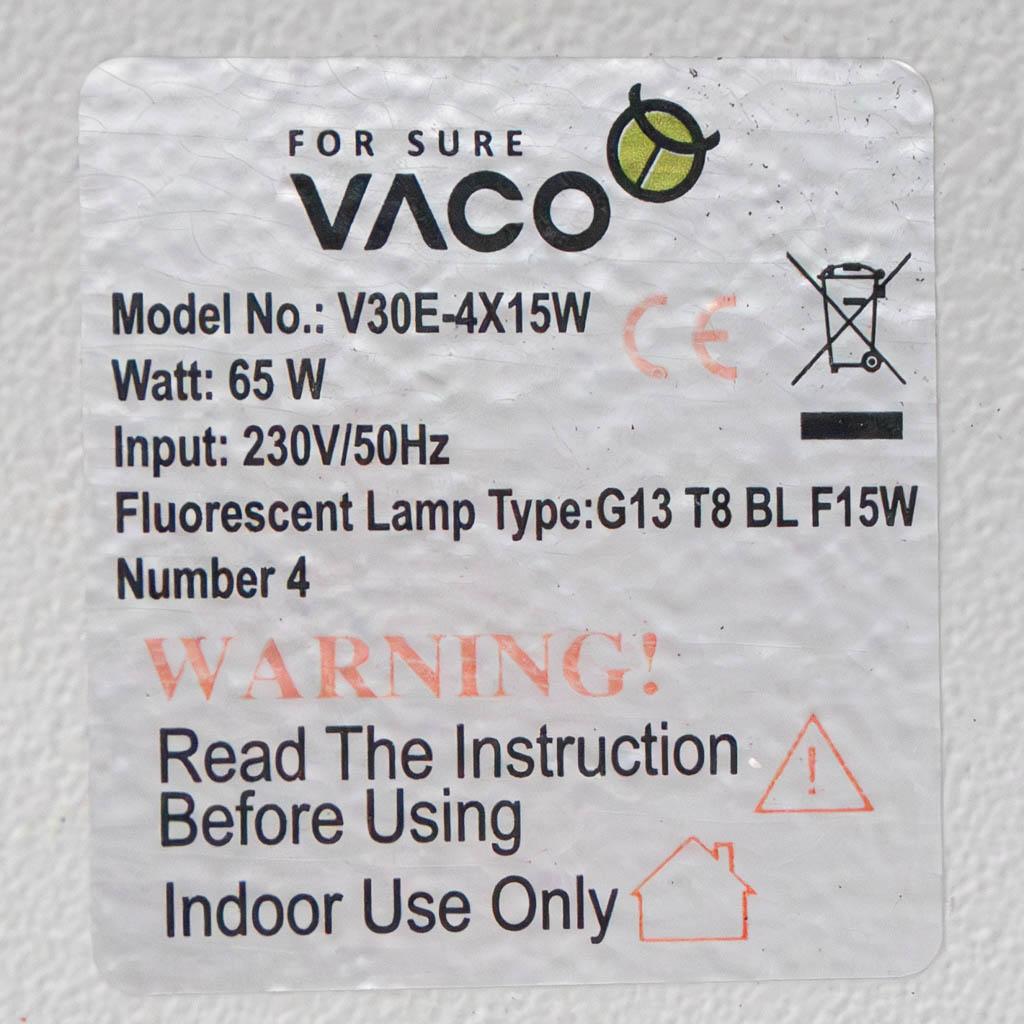 FOR SURE
VACO
Model No.: V30E-4X15W
CE
Watt: 65 W
Input: 230V/50Hz
Fluorescent Lamp Type:G13 T8 BL F15W
Number 4
WARNING!
Read The Instruction
Before Using
!
Indoor Use Only